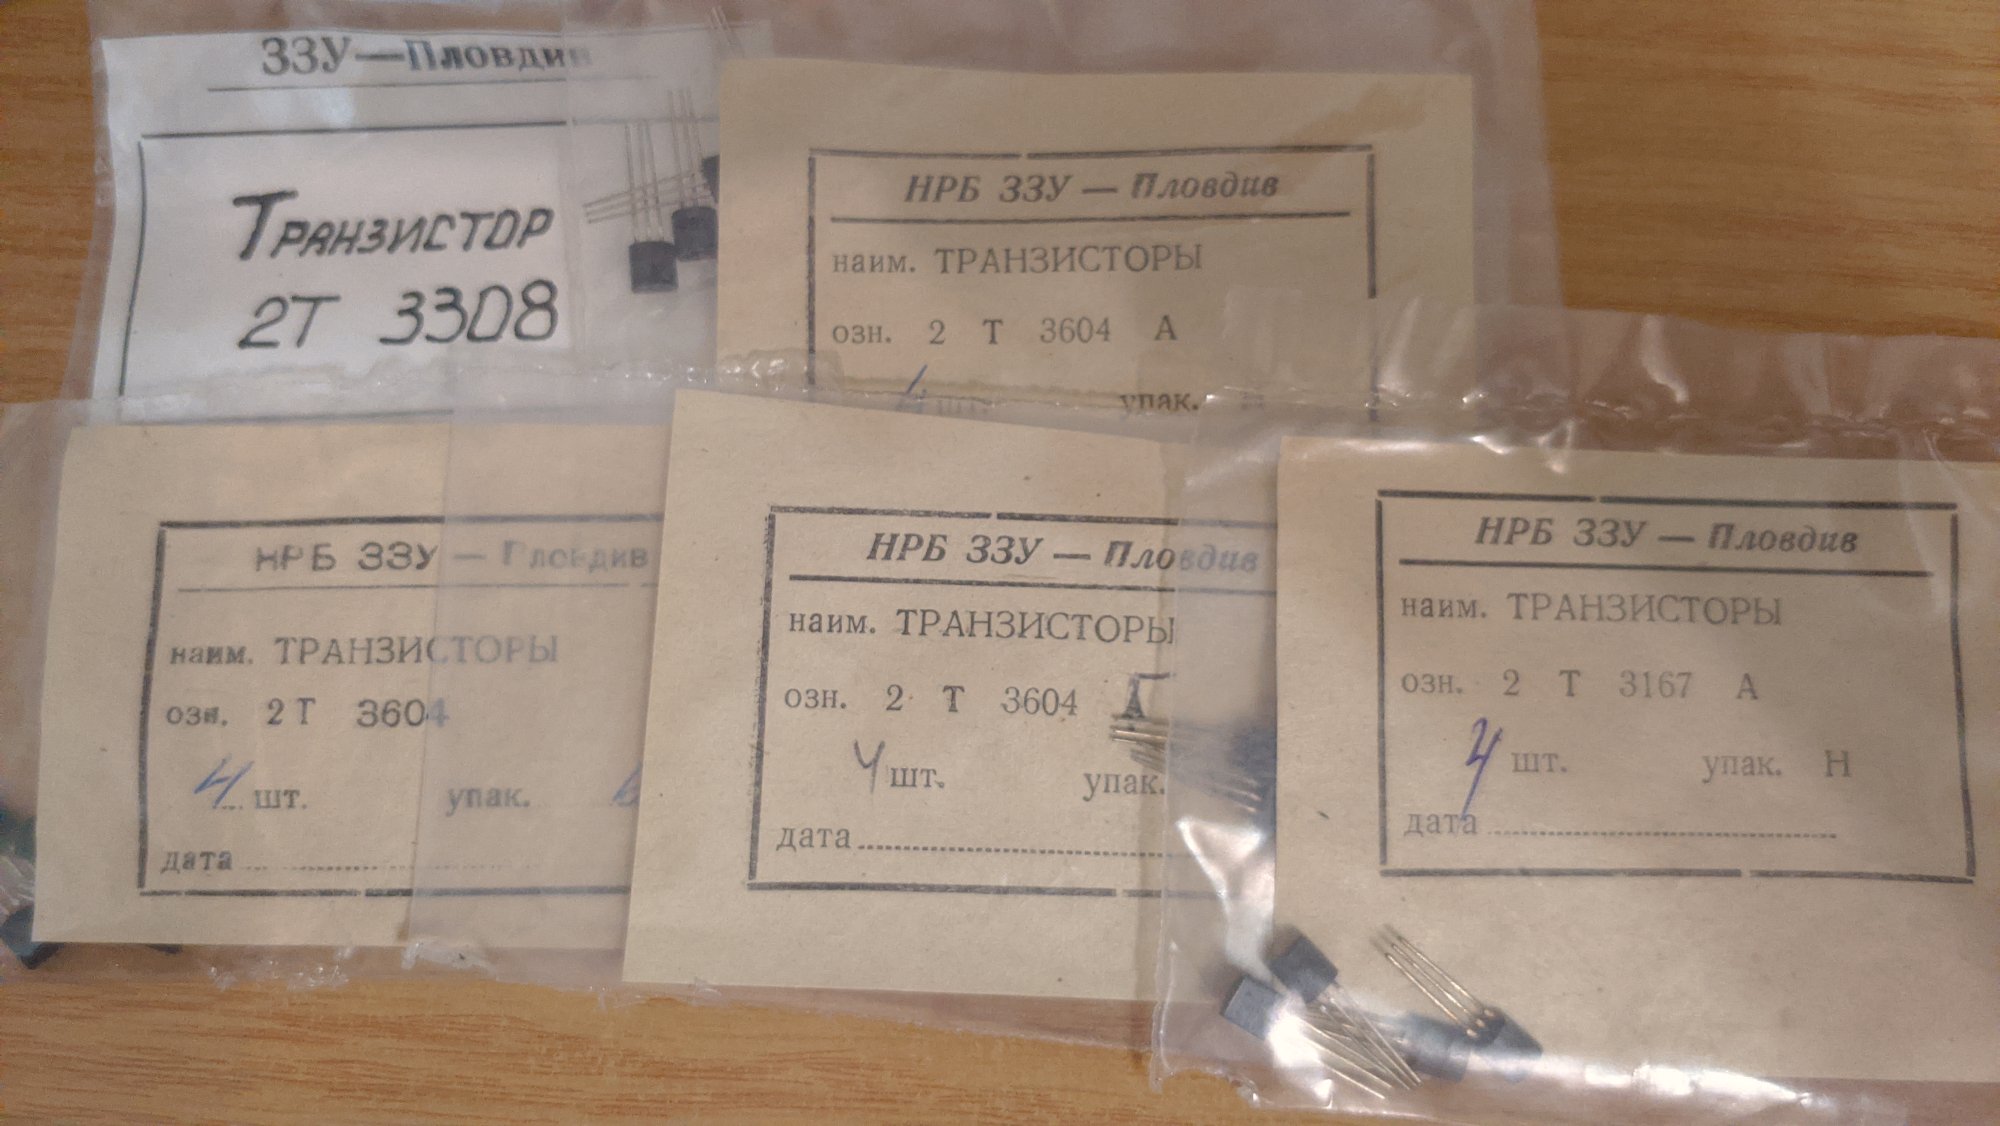 ЗЗУ—Пловдив
ТРАНЗИСТОР
2Т 3308
НРБ ЗЗУ — Пловдив
наим. ТРАНЗИСТОРЫ
озн. 2 Т 3604 А
4 шт. упак.
НРБ ЗЗУ — Пловдив
наим. ТРАНЗИСТОРЫ
озн. 2Т 3604
4 шт. упак.
дата
НРБ ЗЗУ — Пловдив
наим. ТРАНЗИСТОРЫ
озн. 2 Т 3604
4 шт. упак.
дата
НРБ ЗЗУ — Пловдив
наим. ТРАНЗИСТОРЫ
озн. 2 Т 3167 А
4 шт. упак. Н
дата